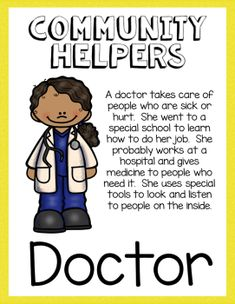 COMMUNITY
HELPERS
A doctor takes care of
people who are sick or
hurt. She went to a
special school to learn
how to do her job. She
probably works at a
hospital and gives
medicine to people who
need it. She uses special
tools to look and listen
to people on the inside.
Doctor